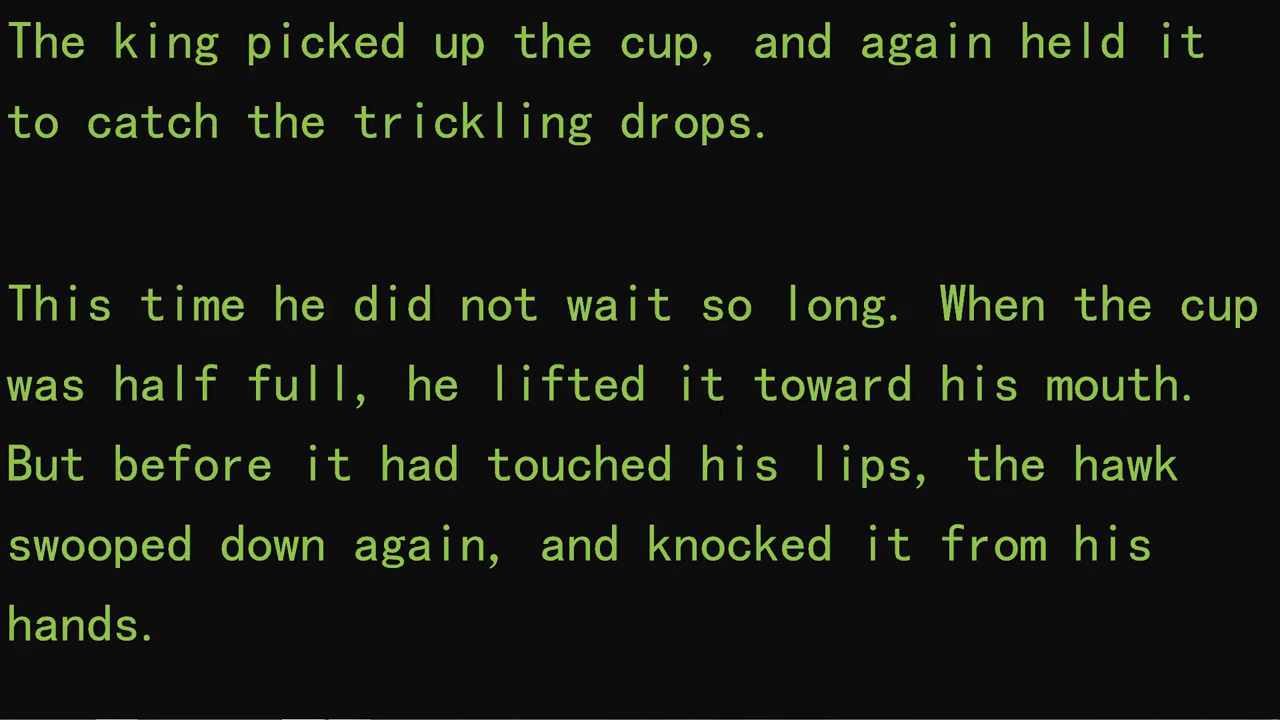 The king picked up the cup, and again held it
to catch the trickling drops.
This time he did not wait so long. When the cup
was half full, he lifted it toward his mouth.
But before it had touched his lips, the hawk
swooped down again, and knocked it from his
hands.